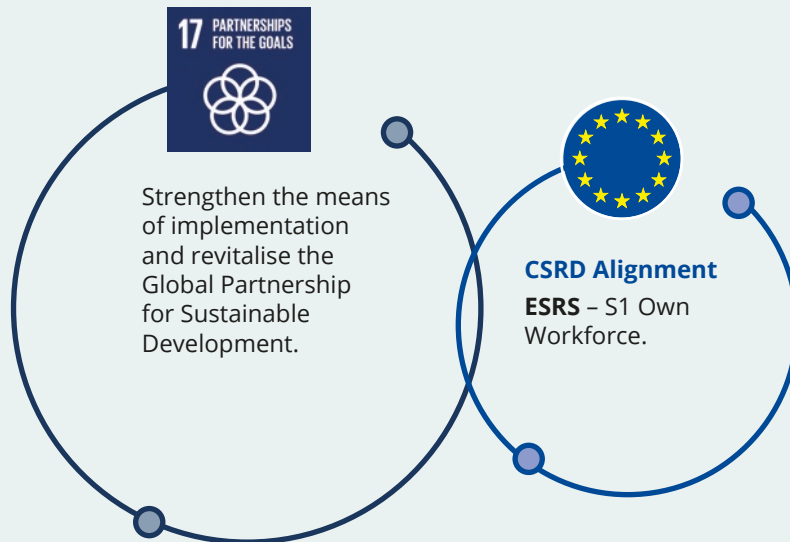 17 PARTNERSHIPS
FOR THE GOALS
Strengthen the means
of implementation
and revitalise the
Global Partnership
for Sustainable
Development.
CSRD Alignment
ESRS – S1 Own
Workforce.